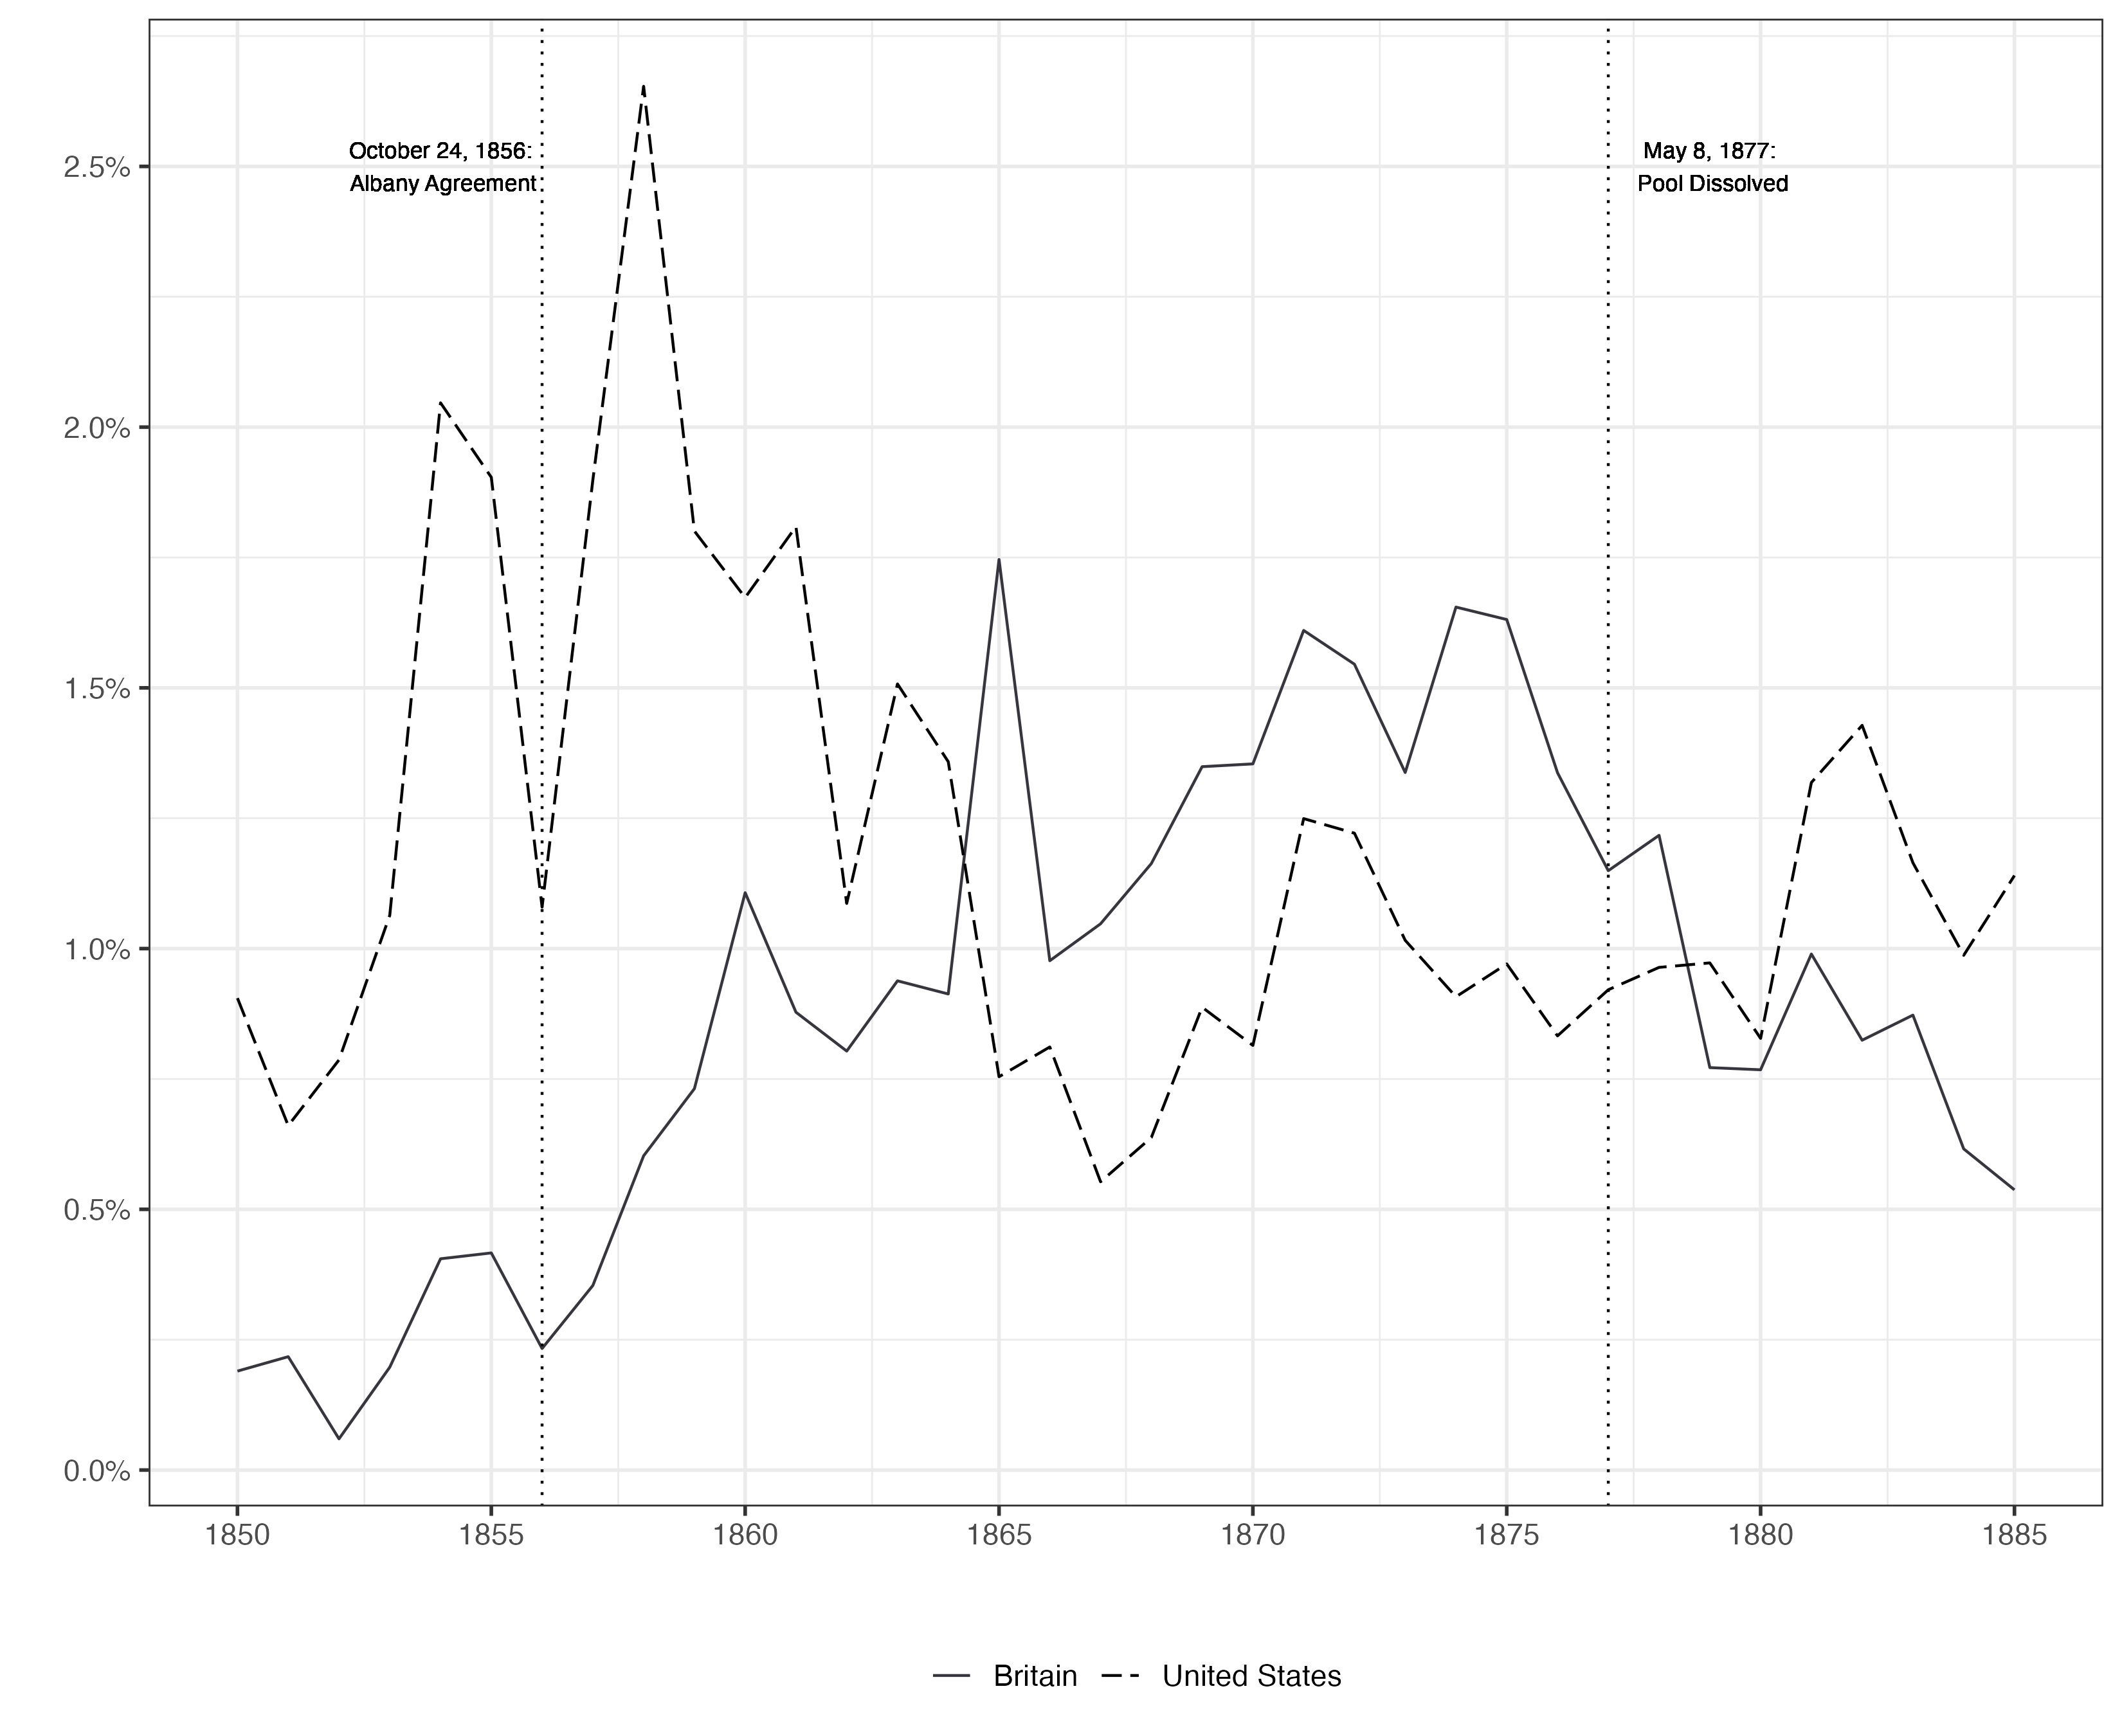 October 24, 1856:
Albany Agreement
May 8, 1877:
Pool Dissolved
2.5%
2.0%
1.5%
1.0%
0.5%
0.0%
1850 1855 1860 1865 1870 1875 1880 1885
Britain United States